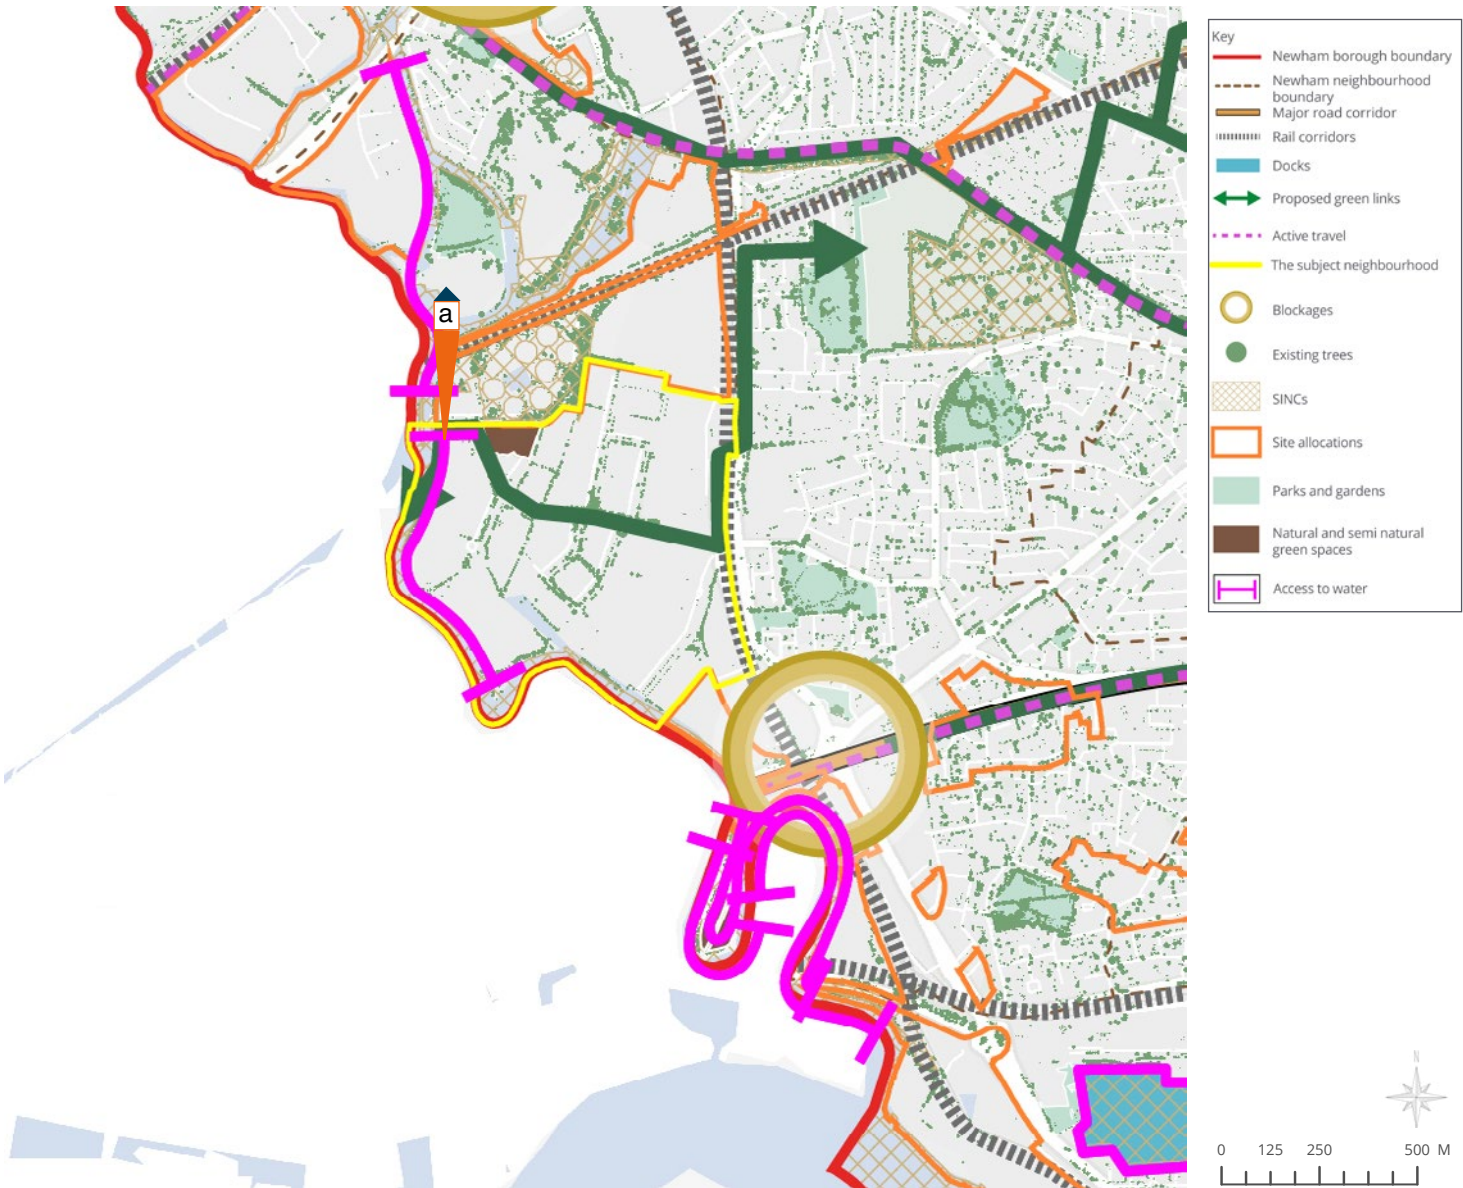 a
Key
Newham borough boundary
Newham neighbourhood
boundary
Major road corridor
Rail corridors
Docks
Proposed green links
Active travel
The subject neighbourhood
Blockages
Existing trees
SINCs
Site allocations
Parks and gardens
Natural and semi natural
green spaces
Access to water
N
0 125 250 500 M